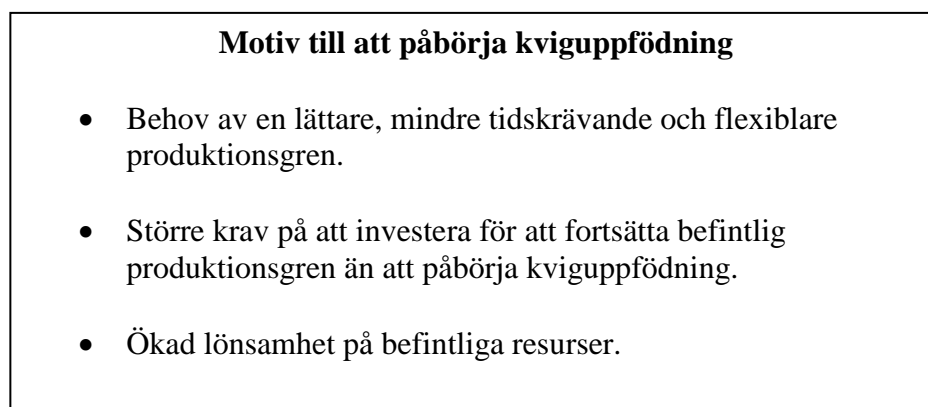 Motiv till att påbörja kviguppfödning
• Behov av en lättare, mindre tidskrävande och flexiblare
produktionsgren.
• Större krav på att investera för att fortsätta befintlig
produktionsgren än att påbörja kviguppfödning.
• Ökad lönsamhet på befintliga resurser.